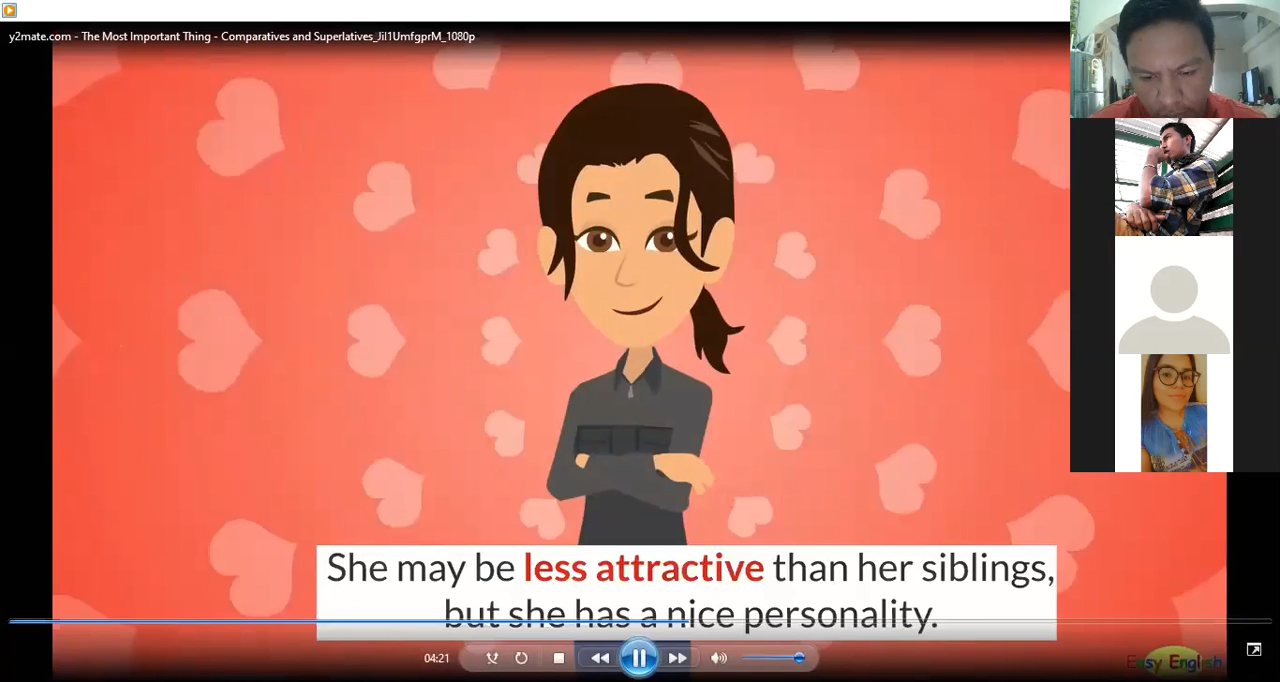 y2mate.com - The Most Important Thing - Comparatives and Superlatives_Jil1UmfgprM_1080p
She may be less attractive than her siblings,
but she has a nice personality.
04:21
Easy English